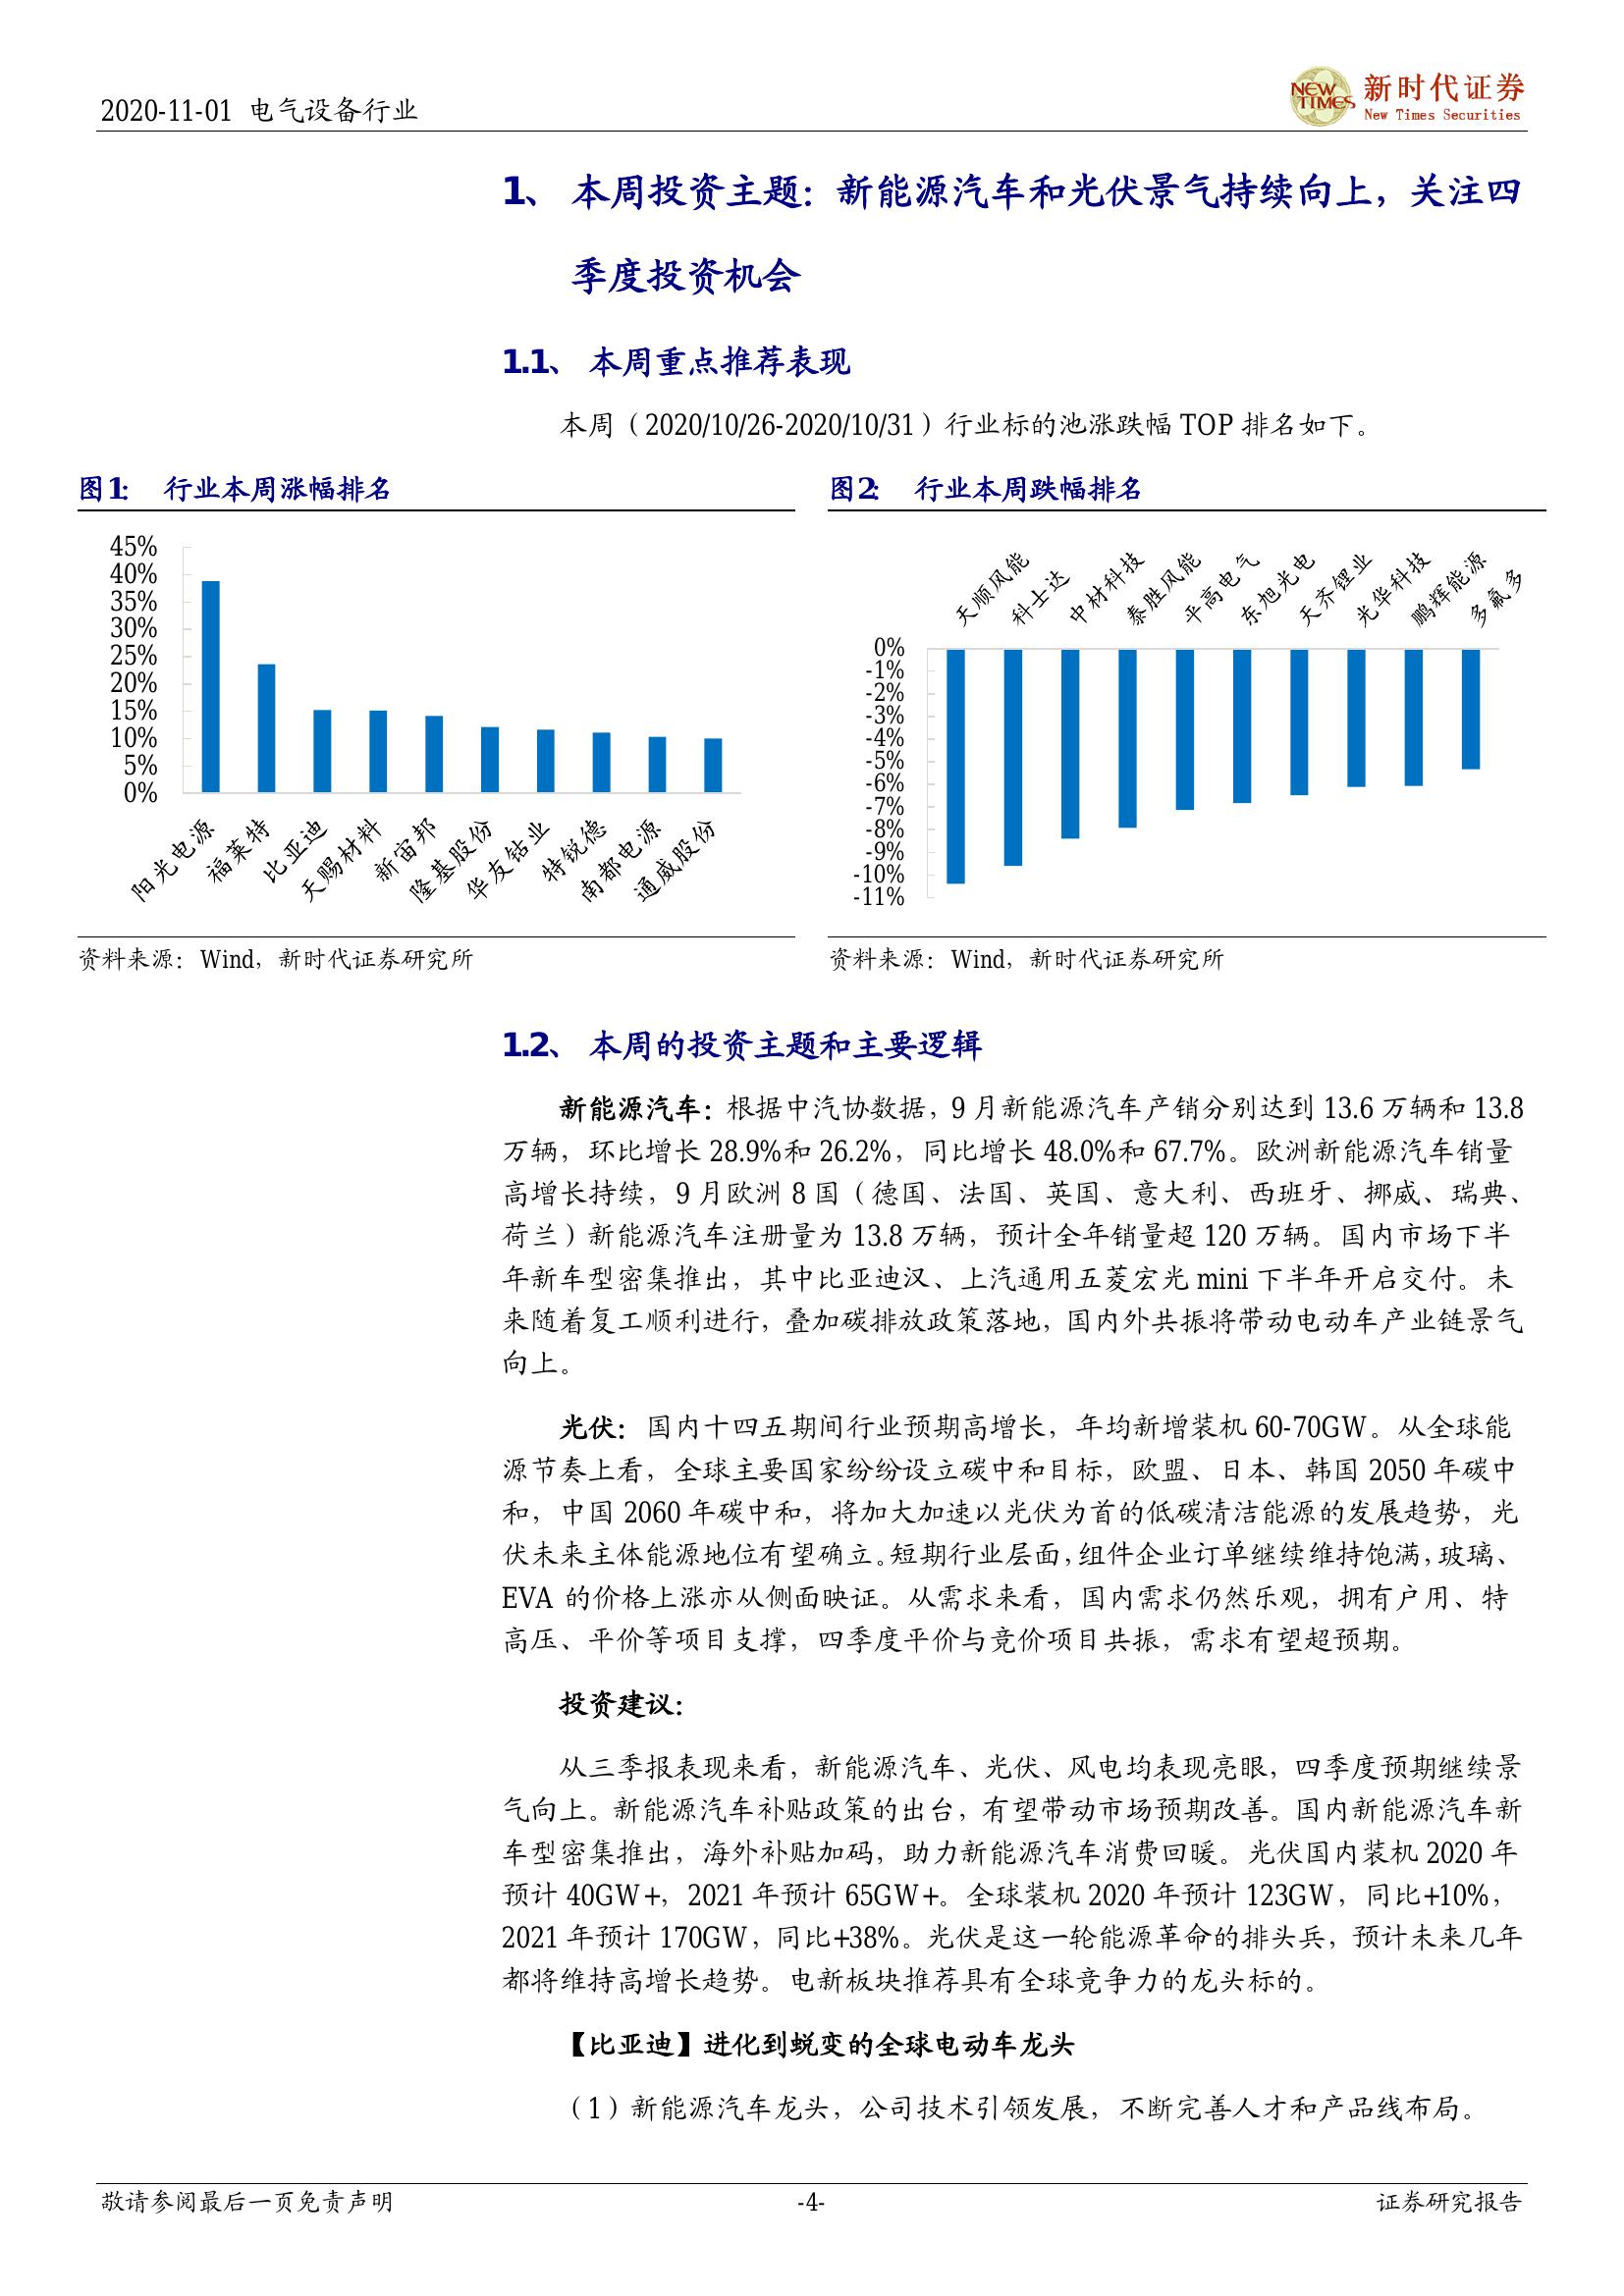 2020-11-01 电气设备行业
NEW TIMES
新时代证券
New Times Securities
1、 本周投资主题：新能源汽车和光伏景气持续向上，关注四
季度投资机会
1.1、 本周重点推荐表现
本周（2020/10/26-2020/10/31）行业标的池涨跌幅 TOP 排名如下。
图1： 行业本周涨幅排名
45%
40%
35%
30%
25%
20%
15%
10%
5%
0%
阳光电源
福莱特
比亚迪
天赐材料
新宙邦
隆基股份
华友钴业
特锐德
南都电源
通威股份
资料来源：Wind，新时代证券研究所
图2： 行业本周跌幅排名
天顺风能
科士达
中材科技
泰胜风能
平高电气
东旭光电
天齐锂业
光华科技
鹏辉能源
多氟多
0%
-1%
-2%
-3%
-4%
-5%
-6%
-7%
-8%
-9%
-10%
-11%
资料来源：Wind，新时代证券研究所
1.2、 本周的投资主题和主要逻辑
新能源汽车：根据中汽协数据，9 月新能源汽车产销分别达到 13.6 万辆和 13.8
万辆，环比增长 28.9%和 26.2%，同比增长 48.0%和 67.7%。欧洲新能源汽车销量
高增长持续，9 月欧洲 8 国（德国、法国、英国、意大利、西班牙、挪威、瑞典、
荷兰）新能源汽车注册量为 13.8 万辆，预计全年销量超 120 万辆。国内市场下半
年新车型密集推出，其中比亚迪汉、上汽通用五菱宏光 mini 下半年开启交付。未
来随着复工顺利进行，叠加碳排放政策落地，国内外共振将带动电动车产业链景气
向上。
光伏：国内十四五期间行业预期高增长，年均新增装机 60-70GW。从全球能
源节奏上看，全球主要国家纷纷设立碳中和目标，欧盟、日本、韩国 2050 年碳中
和，中国 2060 年碳中和，将加大加速以光伏为首的低碳清洁能源的发展趋势，光
伏未来主体能源地位有望确立。短期行业层面，组件企业订单继续维持饱满，玻璃、
EVA 的价格上涨亦从侧面映证。从需求来看，国内需求仍然乐观，拥有户用、特
高压、平价等项目支撑，四季度平价与竞价项目共振，需求有望超预期。
投资建议：
从三季报表现来看，新能源汽车、光伏、风电均表现亮眼，四季度预期继续景
气向上。新能源汽车补贴政策的出台，有望带动市场预期改善。国内新能源汽车新
车型密集推出，海外补贴加码，助力新能源汽车消费回暖。光伏国内装机 2020 年
预计 40GW+，2021 年预计 65GW+。全球装机 2020 年预计 123GW，同比+10%，
2021 年预计 170GW，同比+38%。光伏是这一轮能源革命的排头兵，预计未来几年
都将维持高增长趋势。电新板块推荐具有全球竞争力的龙头标的。
【比亚迪】进化到蜕变的全球电动车龙头
（1）新能源汽车龙头，公司技术引领发展，不断完善人才和产品线布局。
敬请参阅最后一页免责声明
-4-
证券研究报告